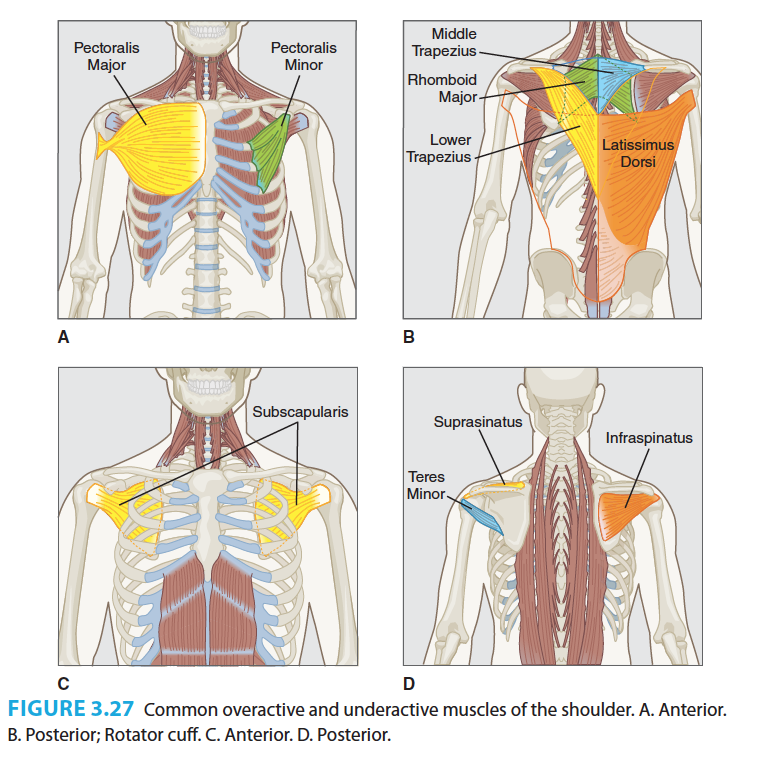 Pectoralis
Major
Pectoralis
Minor
A
Middle
Trapezius
Rhomboid
Major
Lower
Trapezius
Latissimus
Dorsi
B
Subscapularis
C
Suprasinatus
Infraspinatus
Teres
Minor
D
FIGURE 3.27 Common overactive and underactive muscles of the shoulder. A. Anterior.
B. Posterior; Rotator cuff. C. Anterior. D. Posterior.